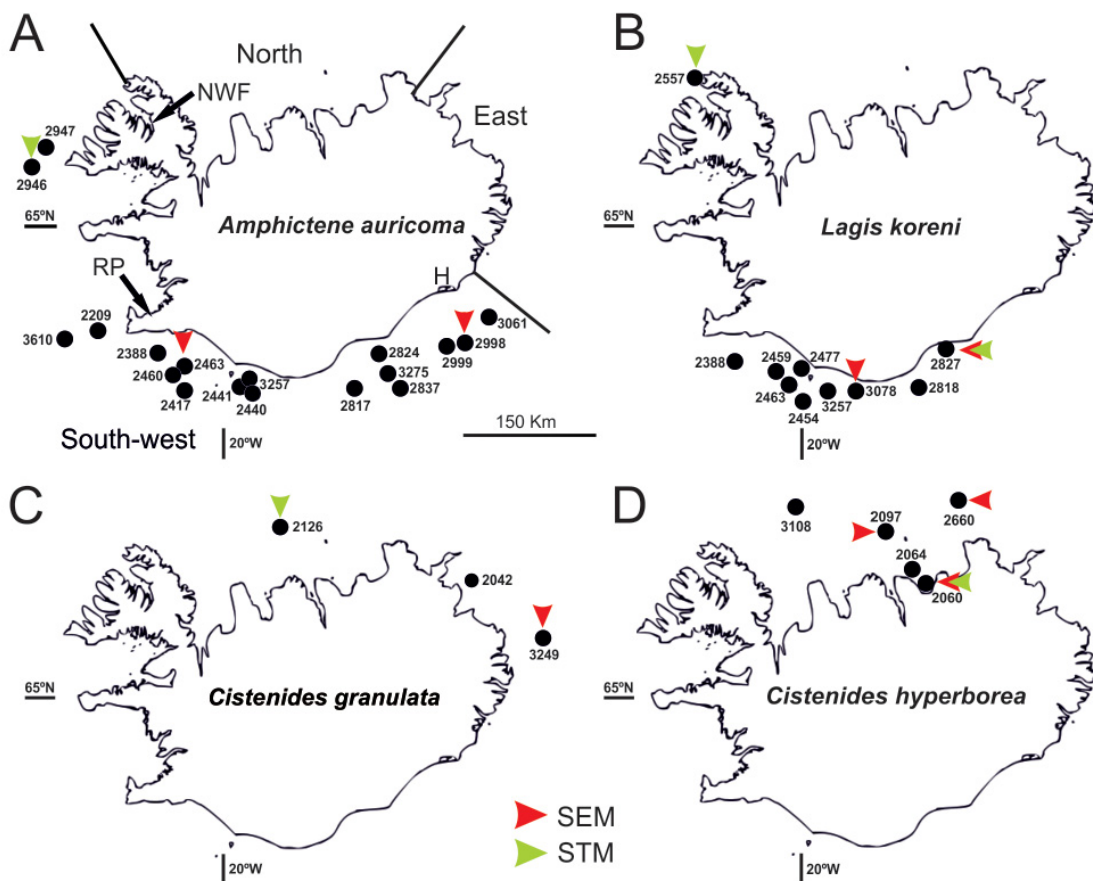 A
North
NWF
East
2947
2946
65ºN
Amphictene auricoma
RP
H
2209
3610
3061
2998
2999
2388
2463
2460
2417
2824
3275
2837
2817
3257
2441
2440
South-west
20ºW
150 Km
B
2557
65ºN
Lagis koreni
2388
2459
2477
2463
2454
3257
3078
2827
2818
20ºW
C
2126
2042
3249
65ºN
Cistenides granulata
20ºW
D
3108
2097
2660
2064
2060
65ºN
Cistenides hyperborea
20ºW
SEM
STM